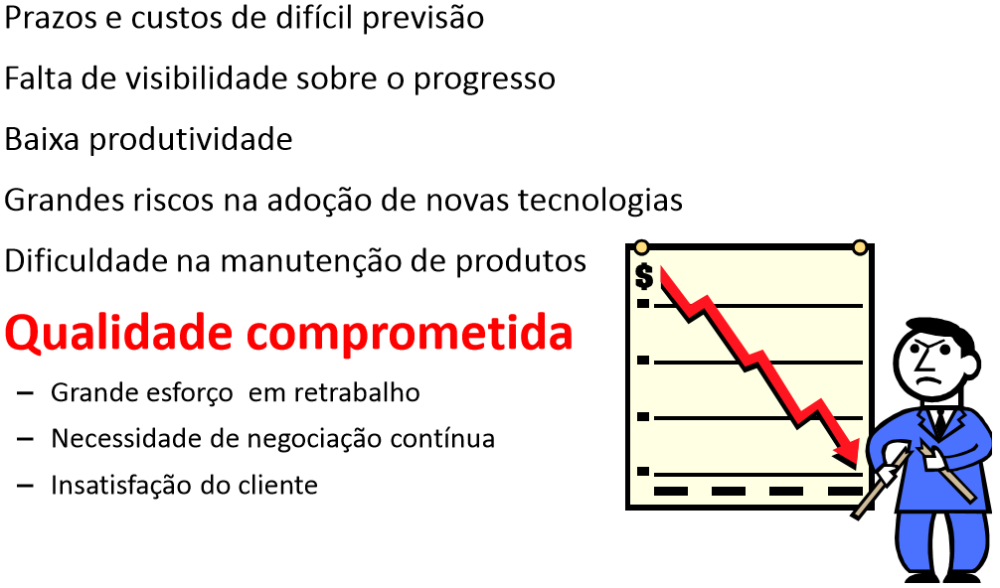 Prazos e custos de difícil previsão
Falta de visibilidade sobre o progresso
Baixa produtividade
Grandes riscos na adoção de novas tecnologias
Dificuldade na manutenção de produtos
$
Qualidade comprometida
– Grande esforço  em retrabalho
– Necessidade de negociação contínua
– Insatisfação do cliente